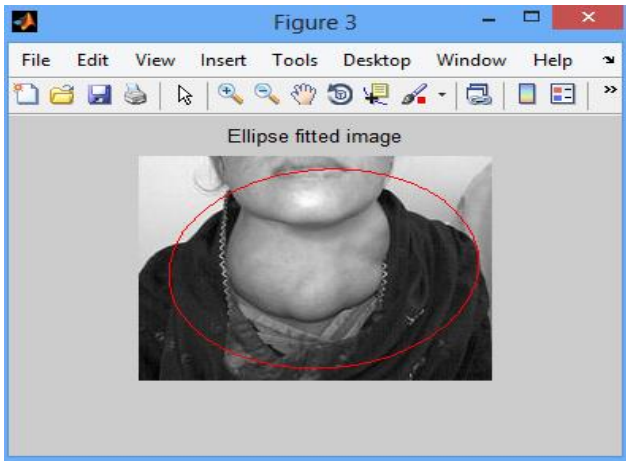 Figure 3
File Edit View Insert Tools Desktop Window Help
Ellipse fitted image